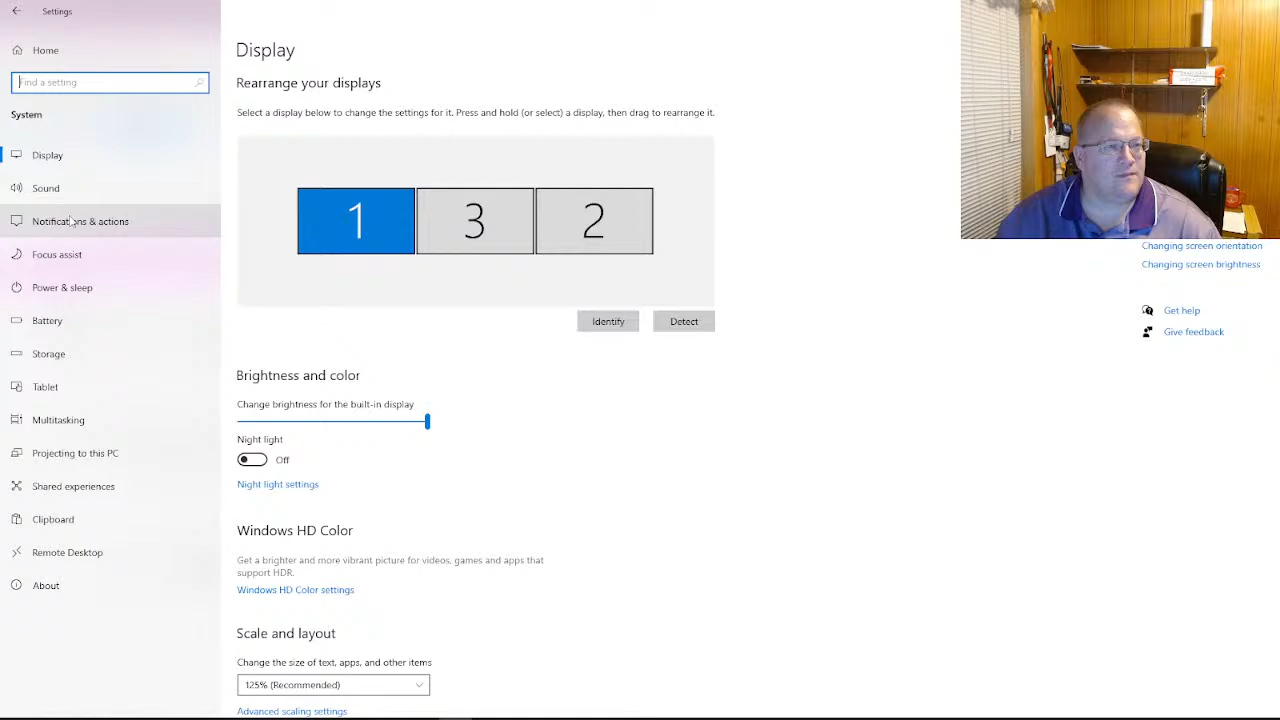 Settings
Home
Find a setting
System
Display
Sound
Notifications & actions
Focus assist
Power & sleep
Battery
Storage
Tablet
Multitasking
Projecting to this PC
Shared experiences
Clipboard
Remote Desktop
About
Display
Rearrange your displays
Select a display below to change the settings for it. Press and hold (or select) a display, then drag to rearrange it.
1 3 2
Identify Detect
Brightness and color
Change brightness for the built-in display
Night light
Off
Night light settings
Windows HD Color
Get a brighter and more vibrant picture for videos, games and apps that
support HDR.
Windows HD Color settings
Scale and layout
Change the size of text, apps, and other items
125% (Recommended)
Advanced scaling settings
Changing screen orientation
Changing screen brightness
Get help
Give feedback